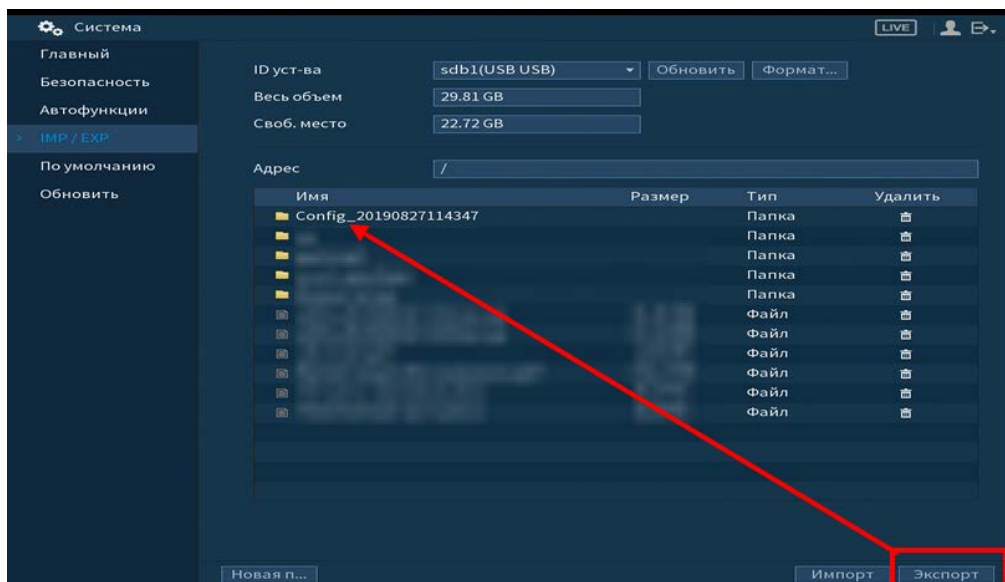 Система LIVE
Главный
Безопасность
Автофункции
IMP / EXP
По умолчанию
Обновить
ID уст-ва sdb1(USB USB) Обновить Формат...
Весь объем 29.81 GB
Своб. место 22.72 GB
Адрес /
Имя Размер Тип Удалить
Config_20190827114347 Папка
Папка
Папка
Папка
Папка
Файл
Файл
Файл
Файл
Файл
Файл
Новая п... Импорт Экспорт